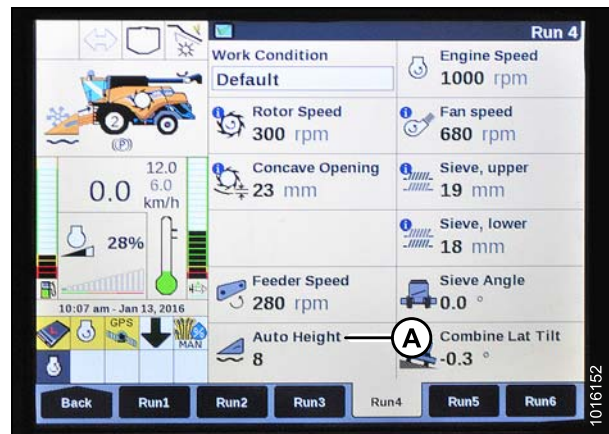 Run 4
Work Condition
Default
Engine Speed
1000 rpm
Rotor Speed
300 rpm
Fan speed
680 rpm
Concave Opening
23 mm
Sieve, upper
19 mm
Sieve, lower
18 mm
Feeder Speed
280 rpm
Sieve Angle
0.0 °
Auto Height
8
A
Combine Lat Tilt
-0.3 °
2
(P)
12.0
6.0
0.0 km/h
28%
10:07 am - Jan 13, 2016
GPS
MAN
Back Run1 Run2 Run3 Run4 Run5 Run6
1016152